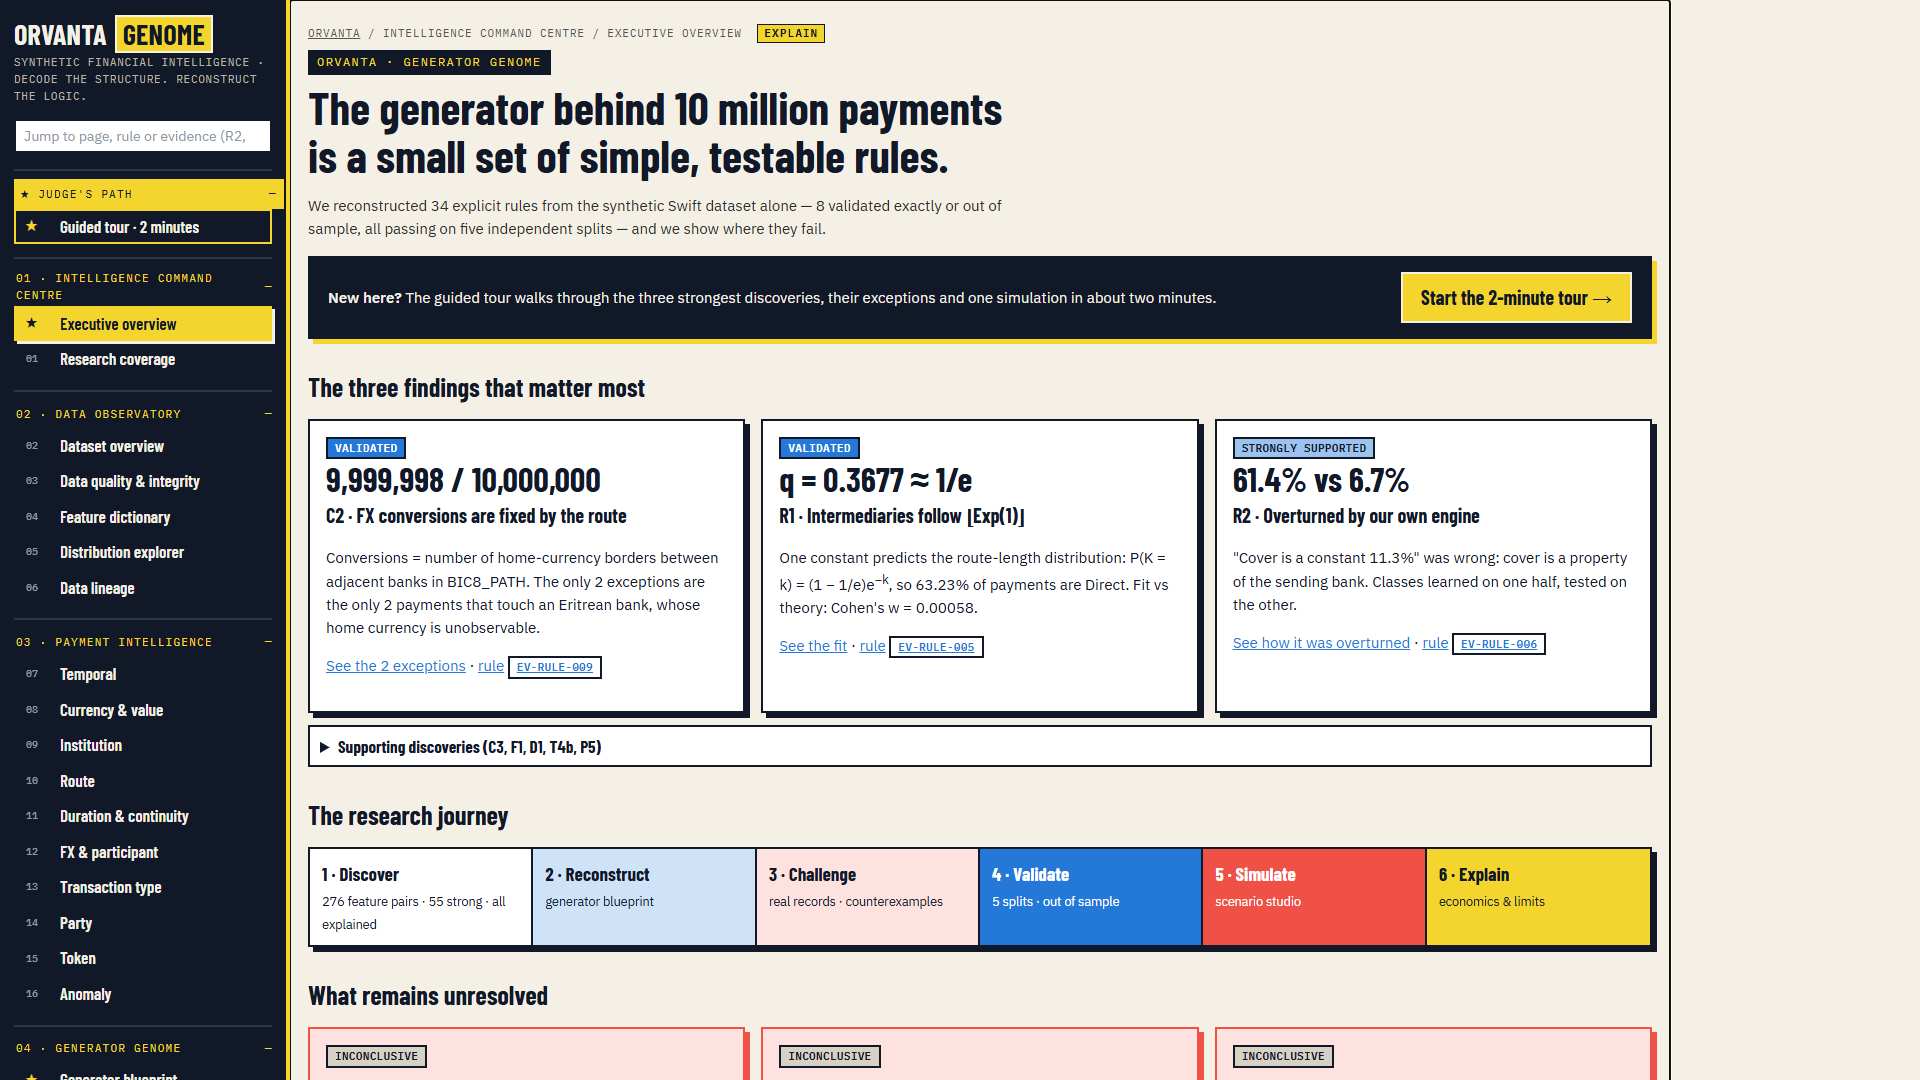 ORVANTA GENOME
SYNTHETIC FINANCIAL INTELLIGENCE ·
DECODE THE STRUCTURE. RECONSTRUCT
THE LOGIC.
Jump to page, rule or evidence (R2,
★ JUDGE'S PATH –
★ Guided tour · 2 minutes
01 · INTELLIGENCE COMMAND
CENTRE –
★ Executive overview
01 Research coverage
02 · DATA OBSERVATORY –
02 Dataset overview
03 Data quality & integrity
04 Feature dictionary
05 Distribution explorer
06 Data lineage
03 · PAYMENT INTELLIGENCE –
07 Temporal
08 Currency & value
09 Institution
10 Route
11 Duration & continuity
12 FX & participant
13 Transaction type
14 Party
15 Token
16 Anomaly
04 · GENERATOR GENOME –
★ Generator blueprint
ORVANTA / INTELLIGENCE COMMAND CENTRE / EXECUTIVE OVERVIEW EXPLAIN
ORVANTA · GENERATOR GENOME
The generator behind 10 million payments
is a small set of simple, testable rules.
We reconstructed 34 explicit rules from the synthetic Swift dataset alone — 8 validated exactly or out of
sample, all passing on five independent splits — and we show where they fail.
New here? The guided tour walks through the three strongest discoveries, their exceptions and one simulation in about two minutes.
Start the 2-minute tour →
The three findings that matter most
VALIDATED
9,999,998 / 10,000,000
C2 · FX conversions are fixed by the route
Conversions = number of home-currency borders between
adjacent banks in BIC8_PATH. The only 2 exceptions are
the only 2 payments that touch an Eritrean bank, whose
home currency is unobservable.
See the 2 exceptions · rule EV-RULE-009
VALIDATED
q = 0.3677 ≈ 1/e
R1 · Intermediaries follow ⌊Exp(1)⌋
One constant predicts the route-length distribution: P(K =
k) = (1 − 1/e)e−k, so 63.23% of payments are Direct. Fit vs
theory: Cohen's w = 0.00058.
See the fit · rule EV-RULE-005
STRONGLY SUPPORTED
61.4% vs 6.7%
R2 · Overturned by our own engine
"Cover is a constant 11.3%" was wrong: cover is a property
of the sending bank. Classes learned on one half, tested on
the other.
See how it was overturned · rule EV-RULE-006
▶ Supporting discoveries (C3, F1, D1, T4b, P5)
The research journey
1 · Discover
276 feature pairs · 55 strong · all
explained
2 · Reconstruct
generator blueprint
3 · Challenge
real records · counterexamples
4 · Validate
5 splits · out of sample
5 · Simulate
scenario studio
6 · Explain
economics & limits
What remains unresolved
INCONCLUSIVE
INCONCLUSIVE
INCONCLUSIVE